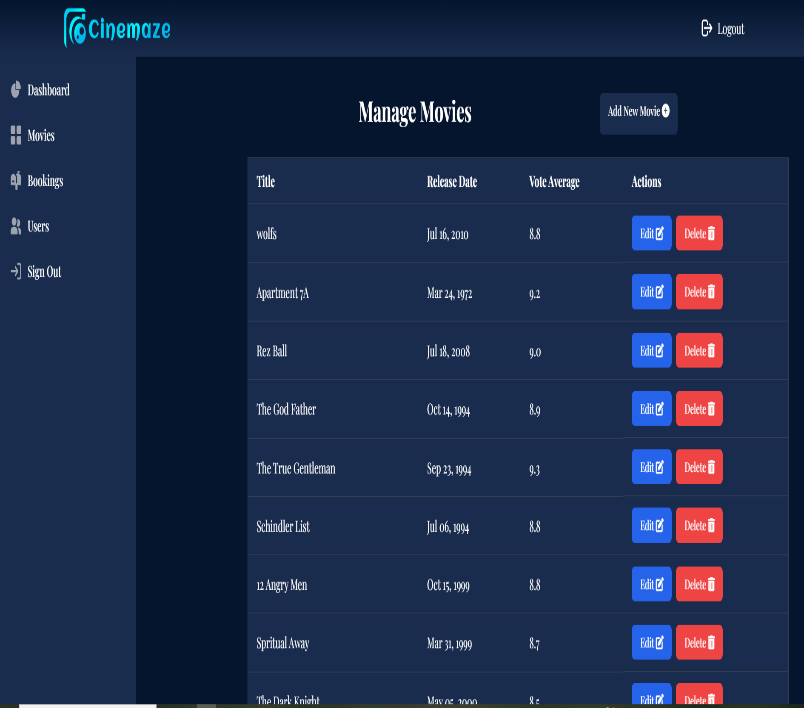 Cinemaze
Logout
Dashboard
Movies
Bookings
Users
Sign Out
Manage Movies
Add New Movie
Title Release Date Vote Average Actions
wolfs Jul 16, 2010 8.8 Edit Delete
Apartment 7A Mar 24, 1972 9.2 Edit Delete
Rez Ball Jul 18, 2008 9.0 Edit Delete
The God Father Oct 14, 1994 8.9 Edit Delete
The True Gentleman Sep 23, 1994 9.3 Edit Delete
Schindler List Jul 06, 1994 8.8 Edit Delete
12 Angry Men Oct 15, 1999 8.8 Edit Delete
Spritual Away Mar 31, 1999 8.7 Edit Delete
The Dark Knight May 05, 2000 8.5 Edit Delete